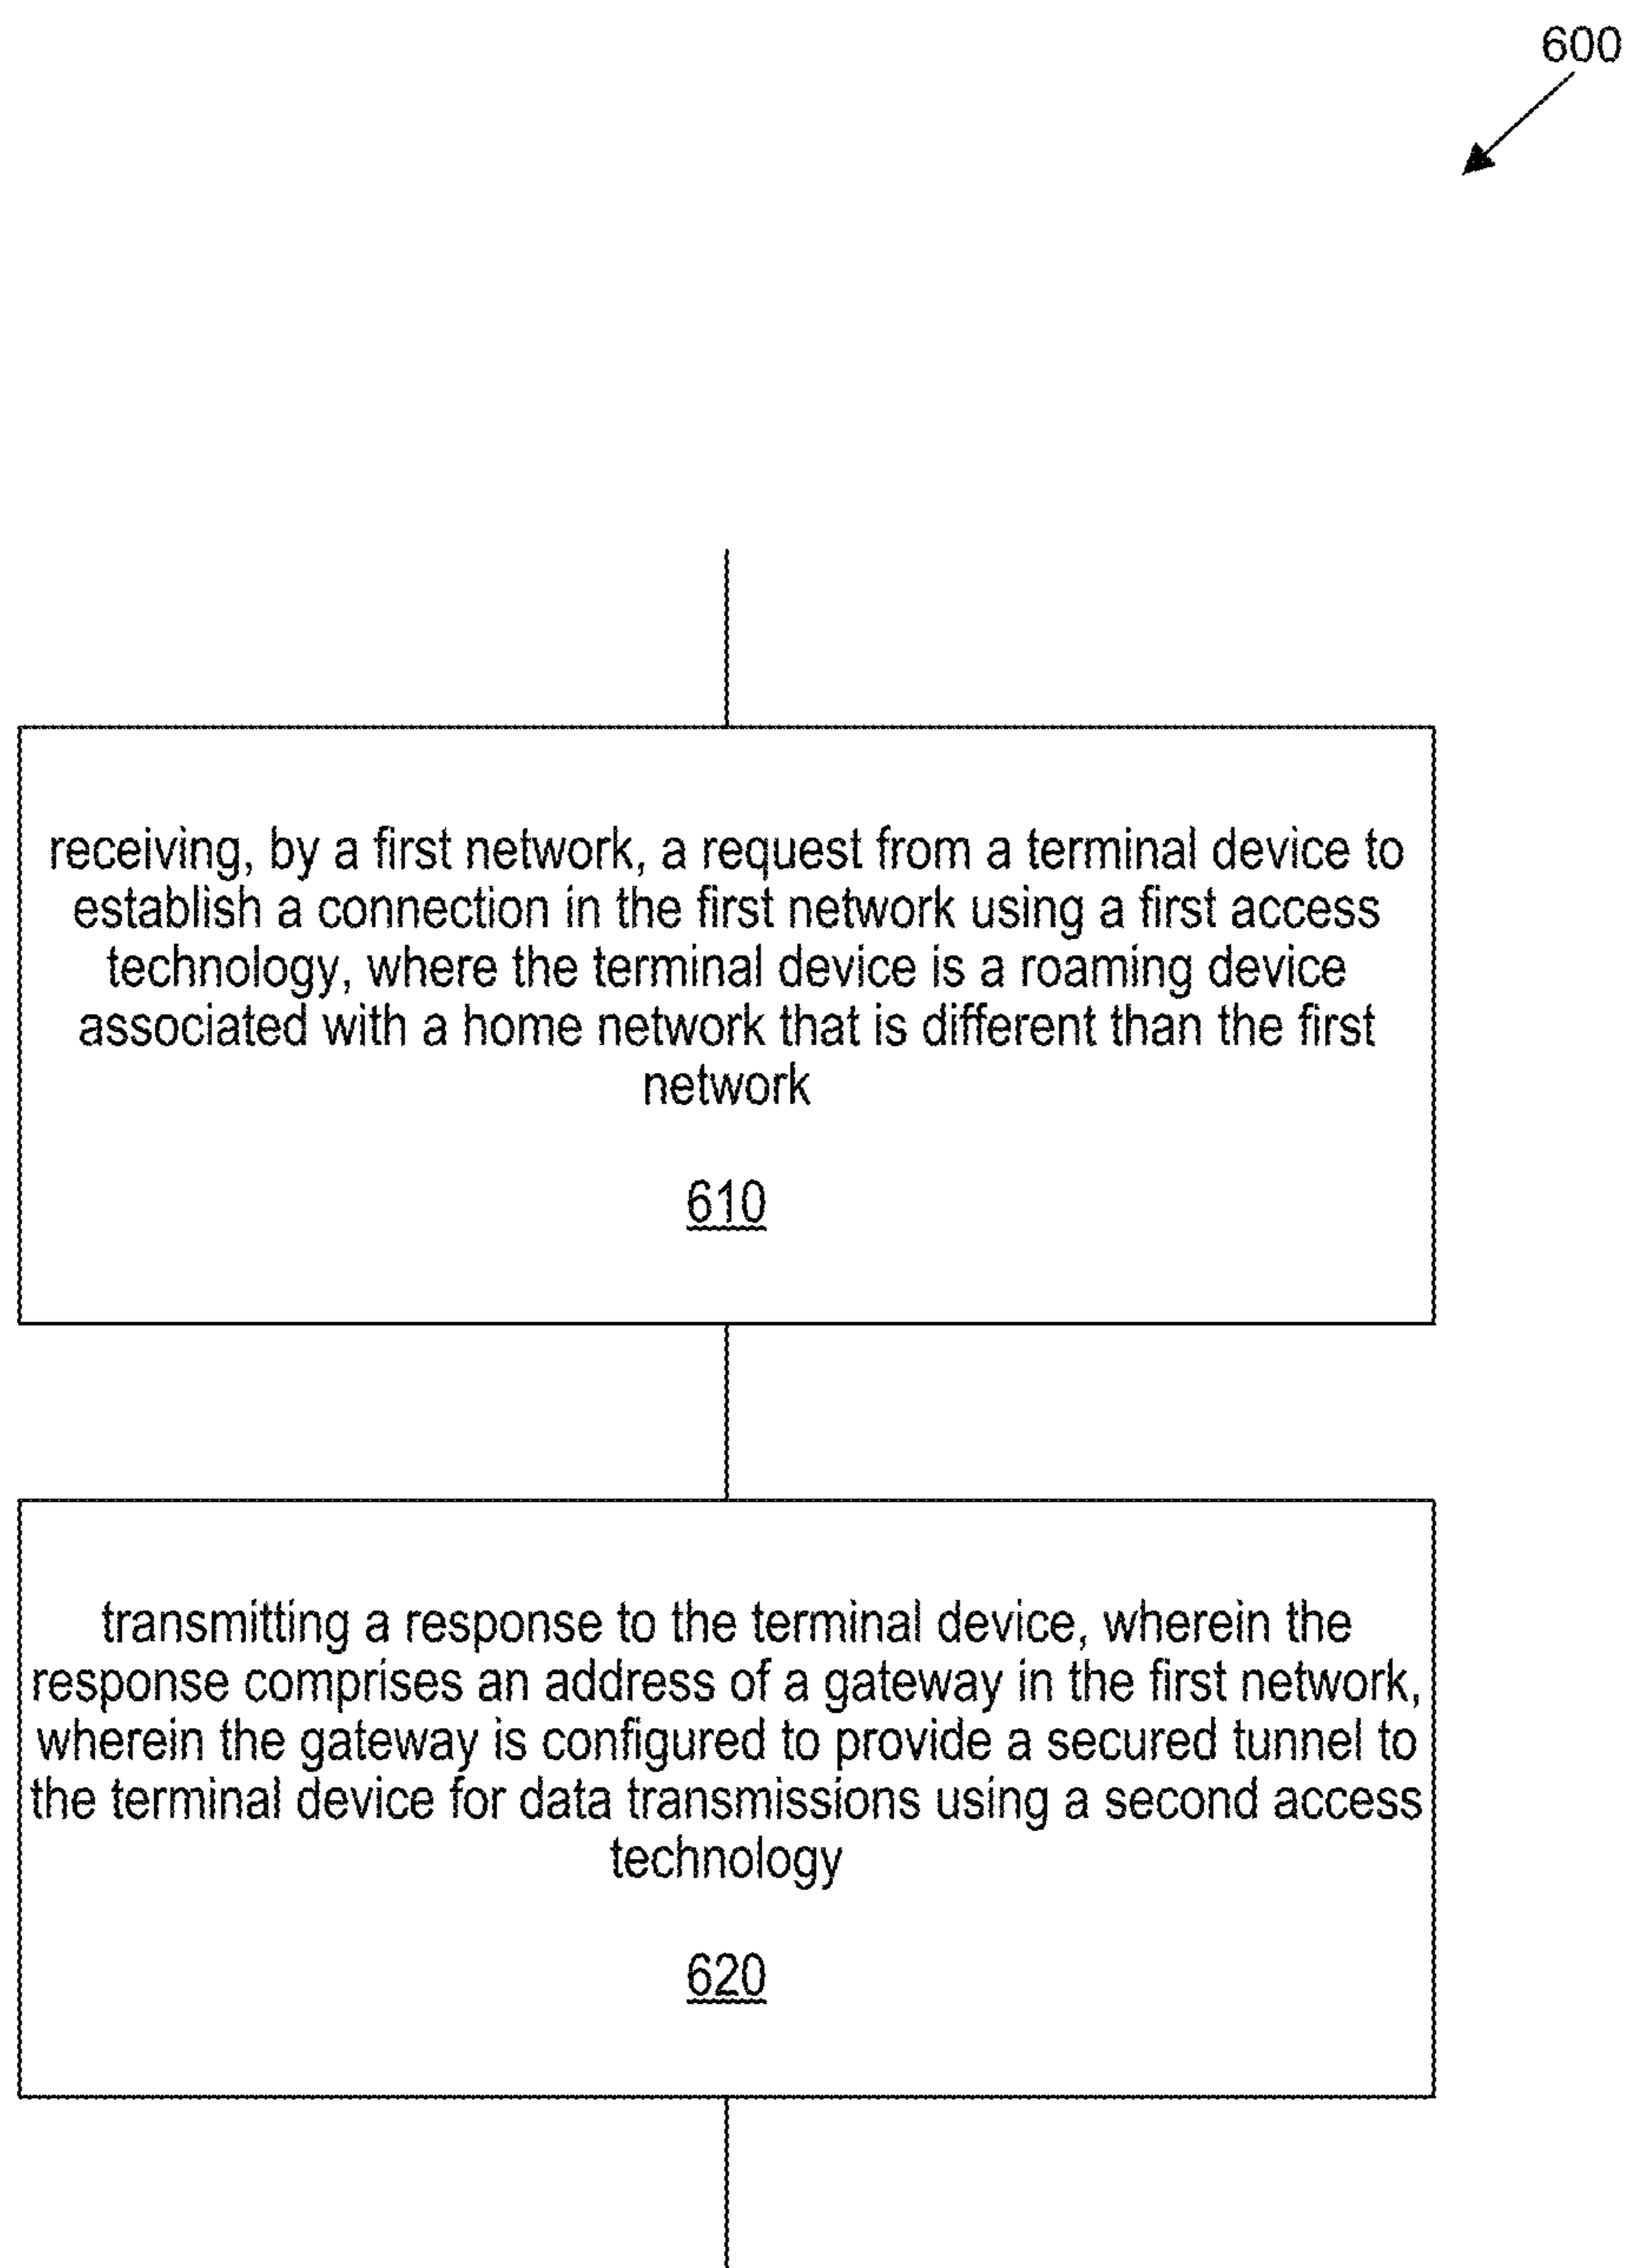 600
receiving, by a first network, a request from a terminal device to
establish a connection in the first network using a first access
technology, where the terminal device is a roaming device
associated with a home network that is different than the first
network
610
transmitting a response to the terminal device, wherein the
response comprises an address of a gateway in the first network,
wherein the gateway is configured to provide a secured tunnel to
the terminal device for data transmissions using a second access
technology
620